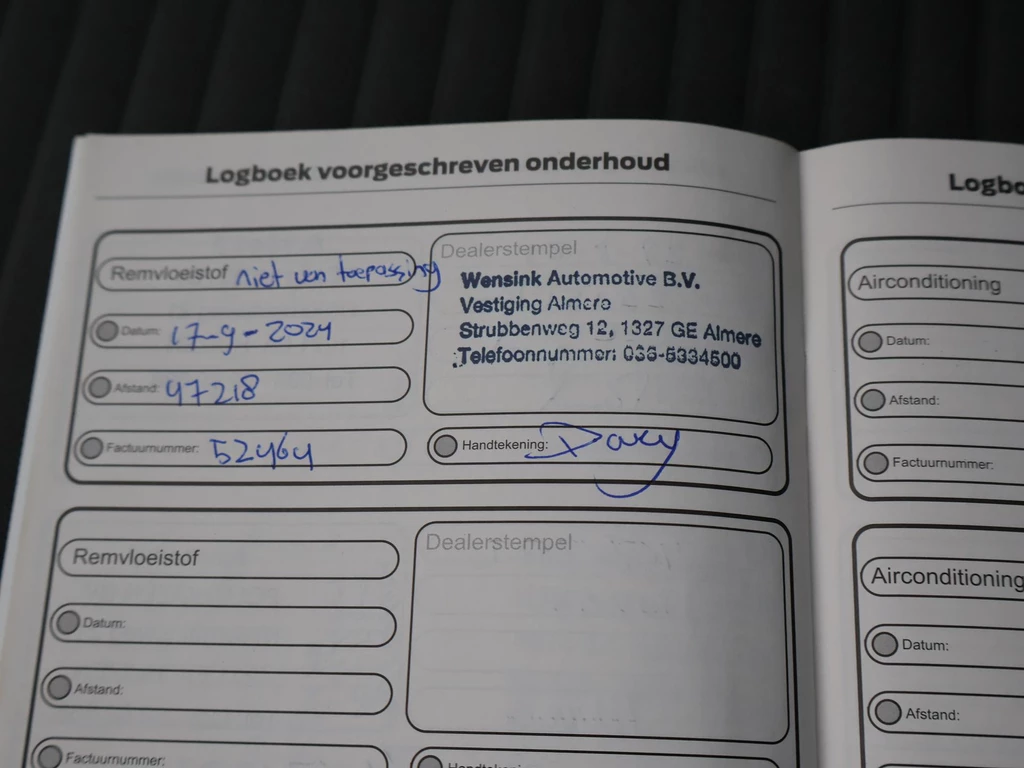 Logboek voorgeschreven onderhoud
Remvloeistof niet van toepassing
Datum: 17-9-2024
Afstand: 47218
Factuurnummer: 52464
Dealerstempel
Wensink Automotive B.V.
Vestiging Almere
Strubbenweg 12, 1327 GE Almere
Telefoonnummer: 036-5334500
Handtekening: Davy
Remvloeistof
Datum:
Afstand:
Factuurnummer:
Dealerstempel
Handtekening:
Logbo
Airconditioning
Datum:
Afstand:
Factuurnummer:
Airconditioning
Datum:
Afstand: